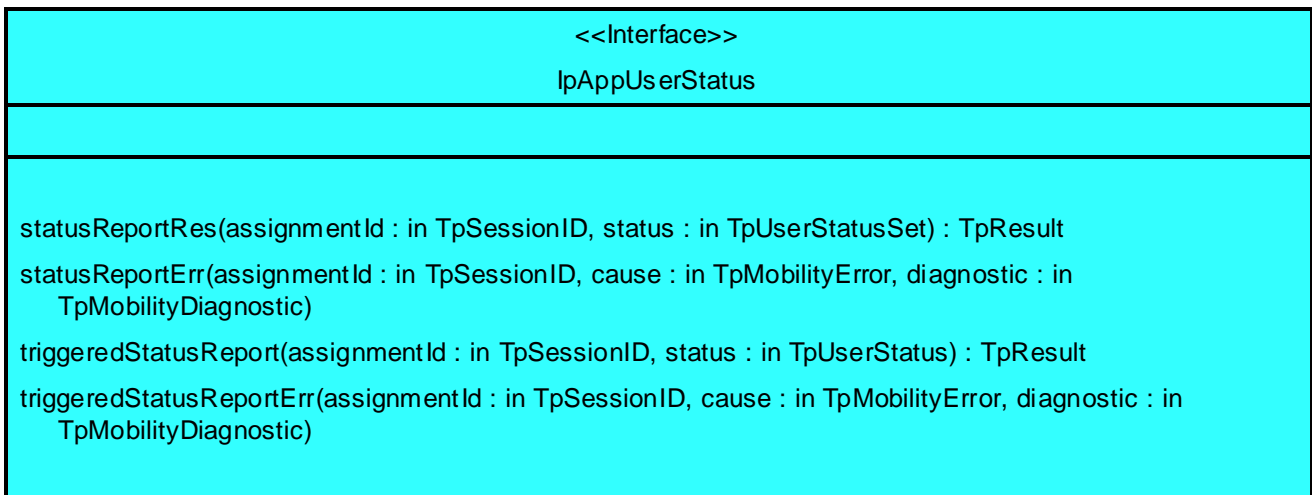 <<Interface>>
IpAppUserStatus
statusReportRes(assignmentId : in TpSessionID, status : in TpUserStatusSet) : TpResult
statusReportErr(assignmentId : in TpSessionID, cause : in TpMobilityError, diagnostic : in
TpMobilityDiagnostic)
triggeredStatusReport(assignmentId : in TpSessionID, status : in TpUserStatus) : TpResult
triggeredStatusReportErr(assignmentId : in TpSessionID, cause : in TpMobilityError, diagnostic : in
TpMobilityDiagnostic)